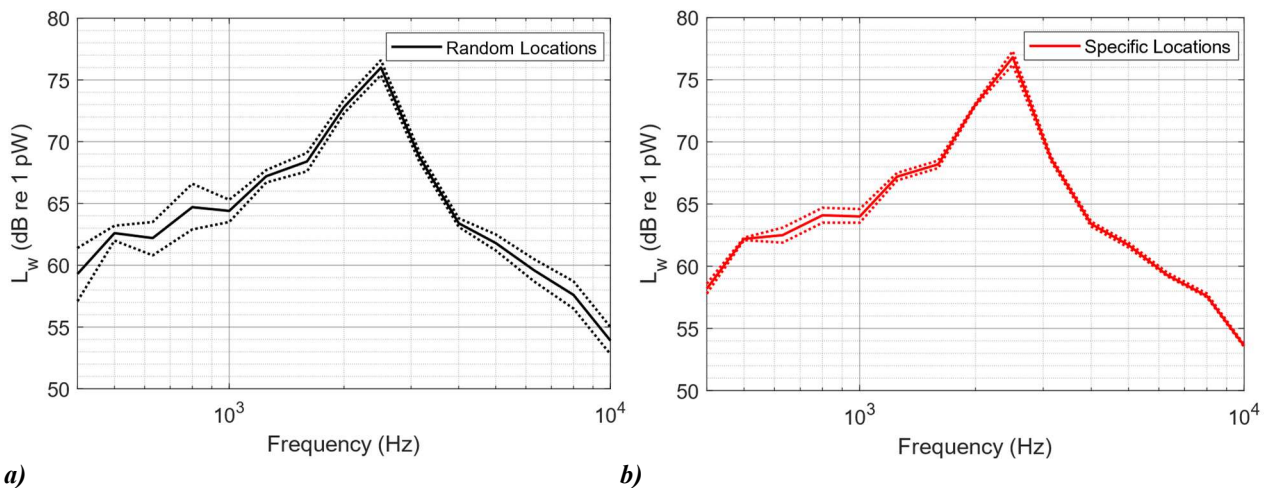 80
75
70
65
60
55
50
L_w (dB re 1 pW)
Random Locations
10^3
10^4
Frequency (Hz)
a)
80
75
70
65
60
55
50
L_w (dB re 1 pW)
Specific Locations
10^3
10^4
Frequency (Hz)
b)